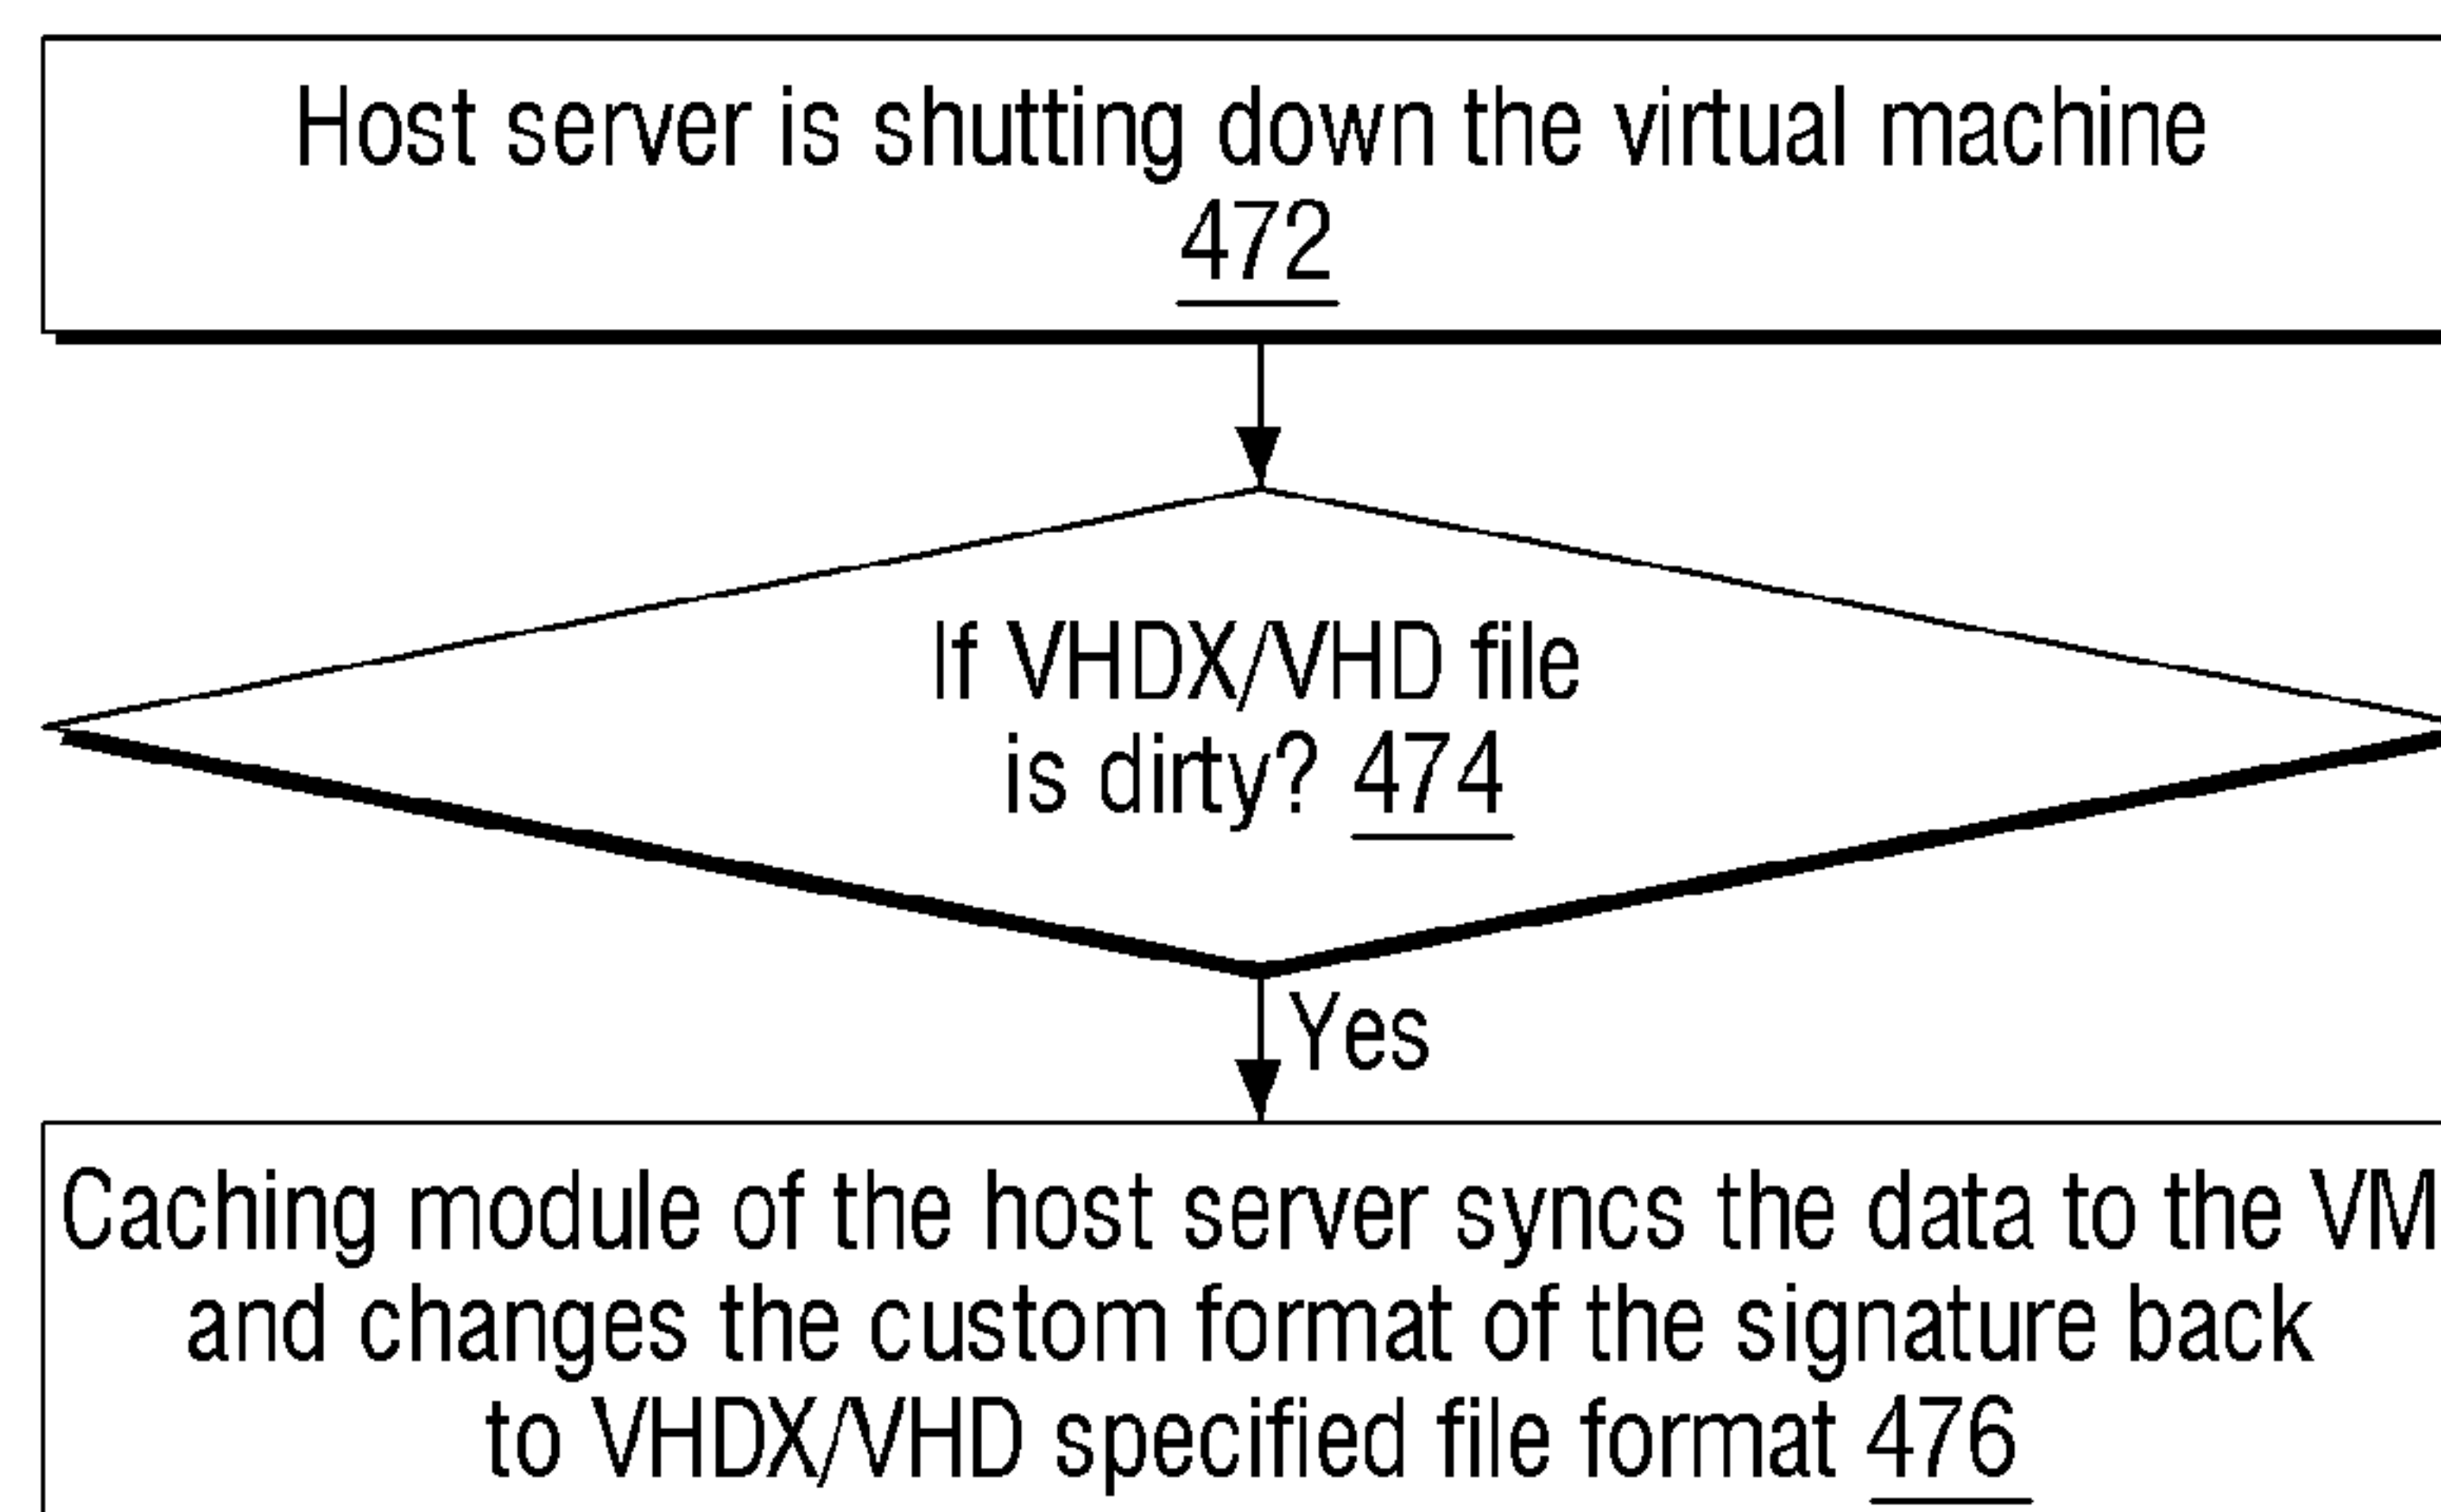 Host server is shutting down the virtual machine
472
If VHDX/VHD file
is dirty? 474
Yes
Caching module of the host server syncs the data to the VM
and changes the custom format of the signature back
to VHDX/VHD specified file format 476